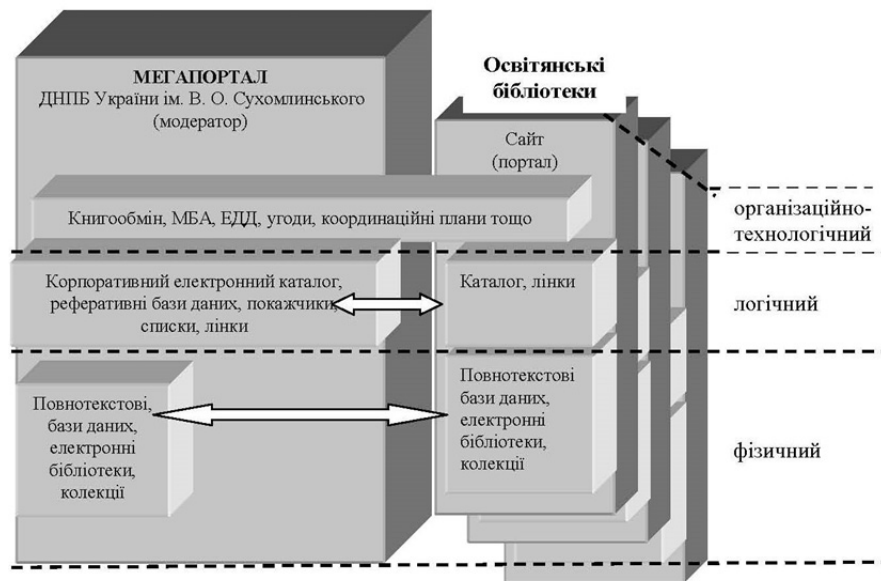 МЕГАПОРТАЛ
ДНПБ України ім. В. О. Сухомлинського
(модератор)
Освітянські
бібліотеки
Сайт
(портал)
Книгообмін, МБА, ЕДД, угоди, координаційні плани тощо
організаційно-
технологічний
Корпоративний електронний каталог,
реферативні бази даних, покажчики,
списки, лінки
Каталог, лінки
логічний
Повнотекстові,
бази даних,
електронні
бібліотеки,
колекції
Повнотекстові
бази даних,
електронні
бібліотеки,
колекції
фізичний